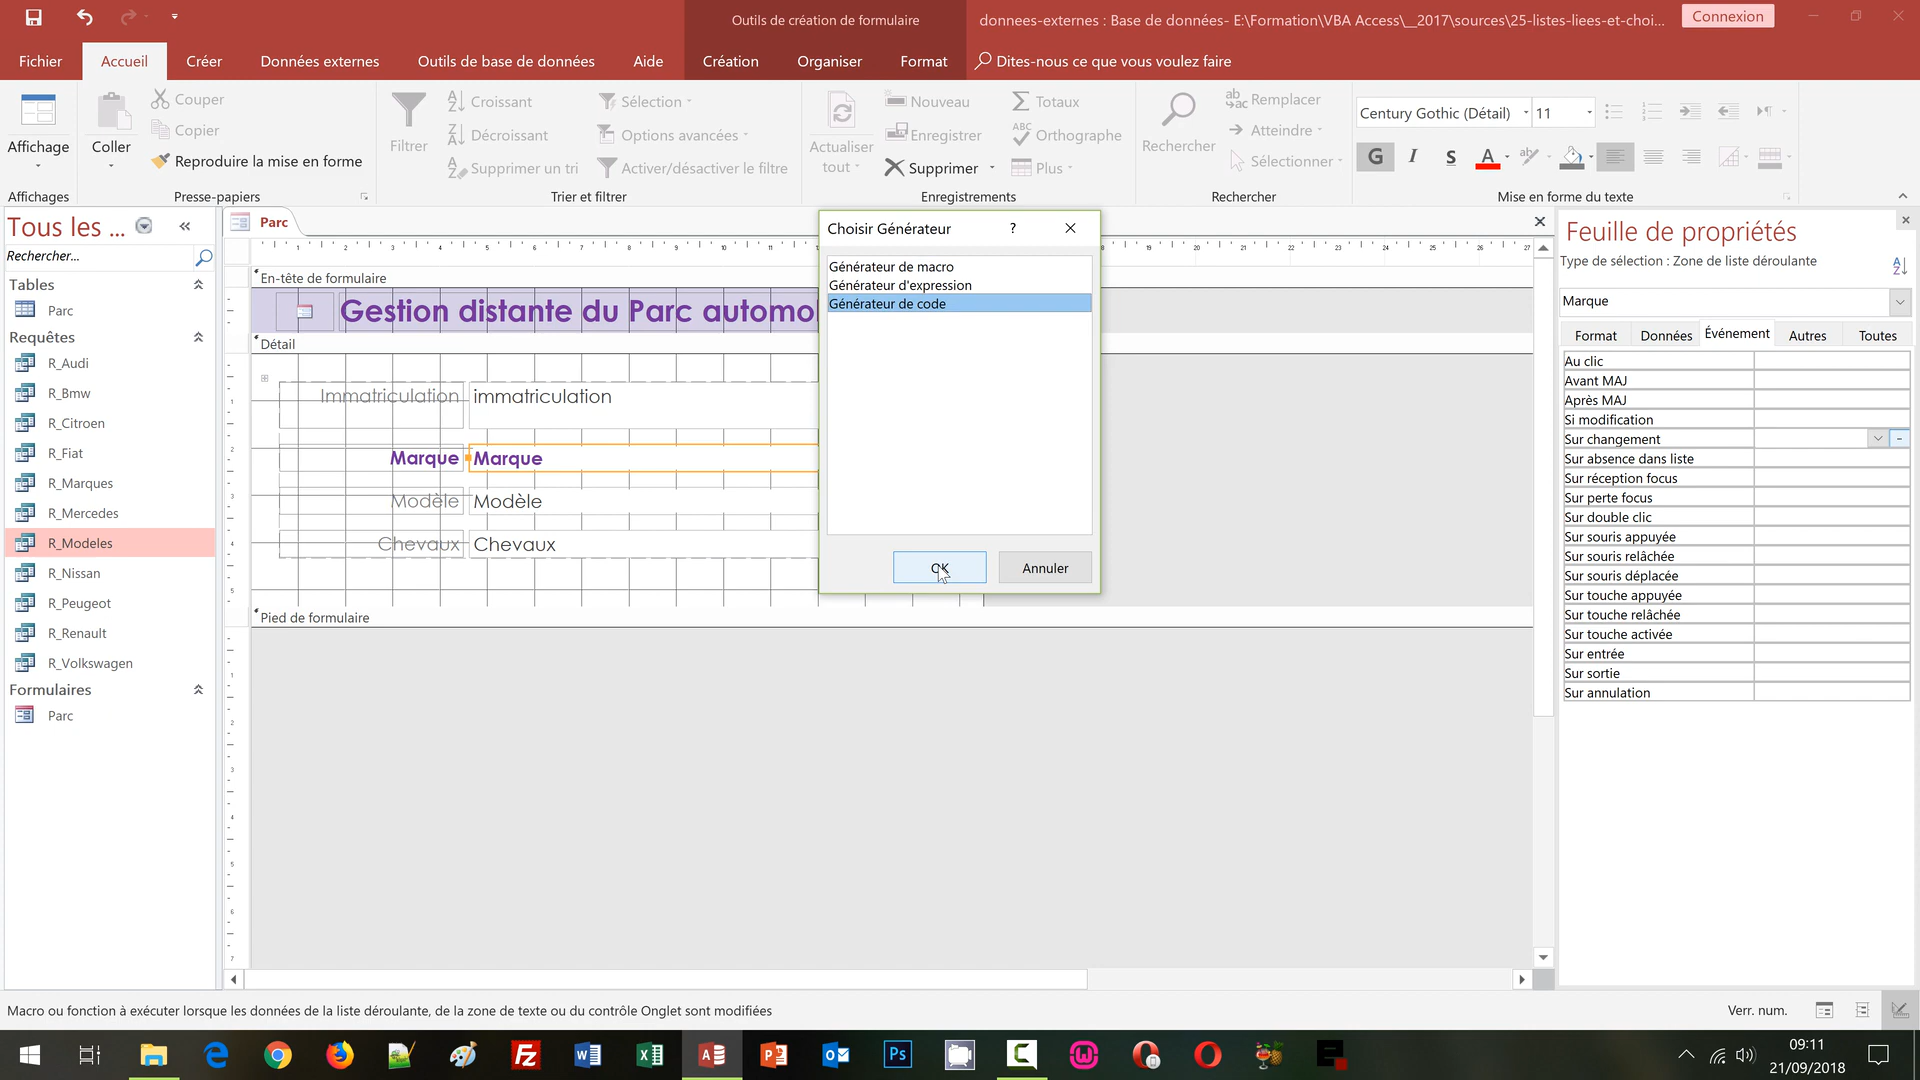 Outils de création de formulaire
donnees-externes : Base de données- E:\Formation\VBA Access\__2017\sources\25-listes-liees-et-choi...
Connexion
Fichier
Accueil
Créer
Données externes
Outils de base de données
Aide
Création
Organiser
Format
Dites-nous ce que vous voulez faire
Affichage
Affichages
Coller
Couper
Copier
Reproduire la mise en forme
Presse-papiers
Filtrer
Croissant
Décroissant
Supprimer un tri
Sélection
Options avancées
Activer/désactiver le filtre
Trier et filtrer
Actualiser
tout
Nouveau
Enregistrer
Supprimer
Totaux
Orthographe
Plus
Enregistrements
Rechercher
Remplacer
Atteindre
Sélectionner
Rechercher
Century Gothic (Détail)
11
G
I
S
A
Mise en forme du texte
Tous les ...
Rechercher...
Tables
Parc
Requêtes
R_Audi
R_Bmw
R_Citroen
R_Fiat
R_Marques
R_Mercedes
R_Modeles
R_Nissan
R_Peugeot
R_Renault
R_Volkswagen
Formulaires
Parc
Parc
En-tête de formulaire
Gestion distante du Parc automo
Détail
Immatriculation
immatriculation
Marque
Marque
Modèle
Modèle
Chevaux
Chevaux
Pied de formulaire
Choisir Générateur
?
Générateur de macro
Générateur d'expression
Générateur de code
OK
Annuler
Feuille de propriétés
Type de sélection : Zone de liste déroulante
Marque
Format
Données
Événement
Autres
Toutes
Au clic
Avant MAJ
Après MAJ
Si modification
Sur changement
Sur absence dans liste
Sur réception focus
Sur perte focus
Sur double clic
Sur souris appuyée
Sur souris relâchée
Sur souris déplacée
Sur touche appuyée
Sur touche relâchée
Sur touche activée
Sur entrée
Sur sortie
Sur annulation
Macro ou fonction à exécuter lorsque les données de la liste déroulante, de la zone de texte ou du contrôle Onglet sont modifiées
Verr. num.
09:11
21/09/2018